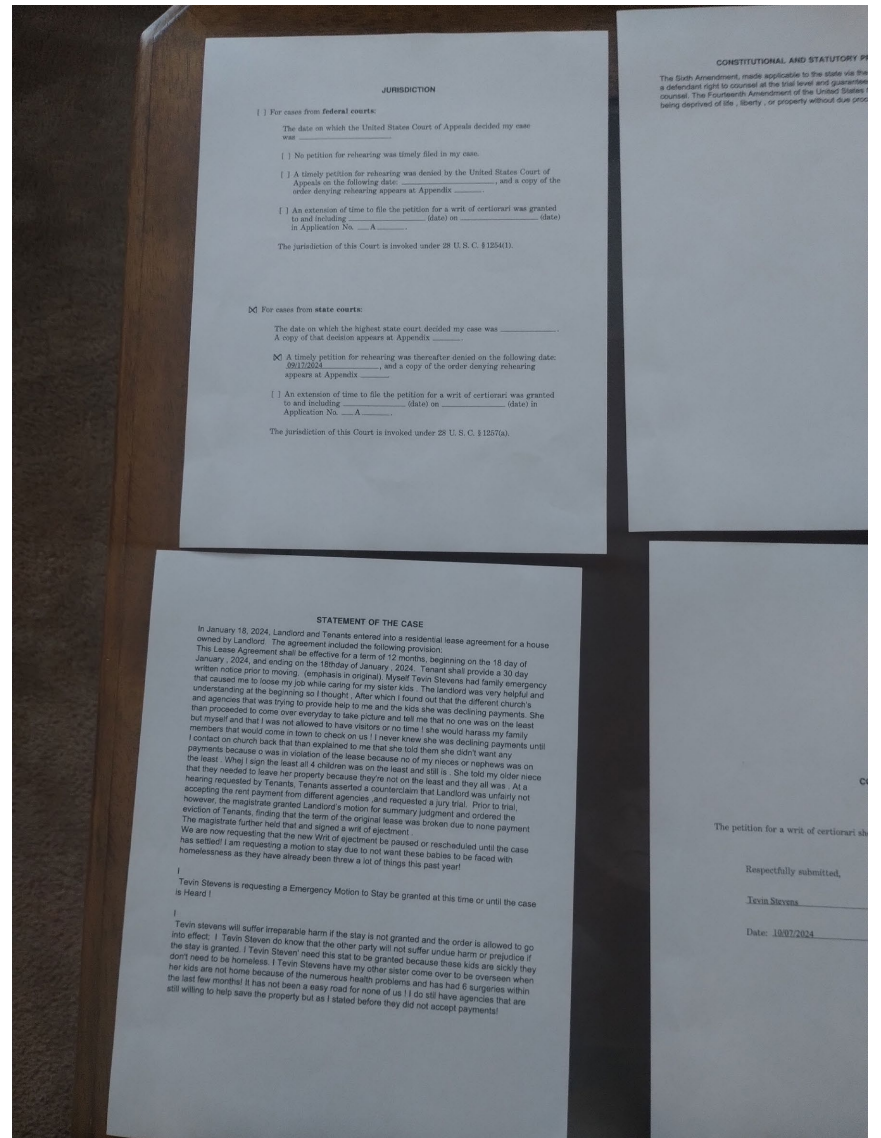 JURISDICTION
[ ] For cases from federal courts:
The date on which the United States Court of Appeals decided my case
was
[ ] No petition for rehearing was timely filed in my case.
[ ] A timely petition for rehearing was denied by the United States Court of
Appeals on the following date: , and a copy of the
order denying rehearing appears at Appendix .
[ ] An extension of time to file the petition for a writ of certiorari was granted
to and including (date) on (date)
in Application No. A .
The jurisdiction of this Court is invoked under 28 U. S. C. § 1254(1).
[X] For cases from state courts:
The date on which the highest state court decided my case was .
A copy of that decision appears at Appendix .
[X] A timely petition for rehearing was thereafter denied on the following date:
09/17/2024 , and a copy of the order denying rehearing
appears at Appendix .
[ ] An extension of time to file the petition for a writ of certiorari was granted
to and including (date) on (date) in
Application No. A .
The jurisdiction of this Court is invoked under 28 U. S. C. § 1257(a).
CONSTITUTIONAL AND STATUTORY P
The Sixth Amendment, made applicable to the state via the
a defendant right to counsel at the trial level and guarantee
counsel. The Fourteenth Amendment of the United States
being deprived of life , liberty , or property without due proc
STATEMENT OF THE CASE
In January 18, 2024, Landlord and Tenants entered into a residential lease agreement for a house
owned by Landlord. The agreement included the following provision:
This Lease Agreement shall be effective for a term of 12 months, beginning on the 18 day of
January , 2024, and ending on the 18thday of January , 2024. Tenant shall provide a 30 day
written notice prior to moving. (emphasis in original). Myself Tevin Stevens had family emergency
that caused me to loose my job while caring for my sister kids . The landlord was very helpful and
understanding at the beginning so I thought , After which I found out that the different church's
and agencies that was trying to provide help to me and the kids she was declining payments. She
than proceeded to come over everyday to take picture and tell me that no one was on the least
but myself and that I was not allowed to have visitors or no time ! she would harass my family
members that would come in town to check on us ! I never knew she was declining payments until
I contact on church back that than explained to me that she told them she didn't want any
payments because o was in violation of the lease because no of my nieces or nephews was on
the least . Whej I sign the least all 4 children was on the least and still is . She told my older niece
that they needed to leave her property because they're not on the least and they all was . At a
hearing requested by Tenants, Tenants asserted a counterclaim that Landlord was unfairly not
accepting the rent payment from different agencies ,and requested a jury trial. Prior to trial,
however, the magistrate granted Landlord's motion for summary judgment and ordered the
eviction of Tenants, finding that the term of the original lease was broken due to none payment
The magistrate further held that and signed a writ of ejectment .
We are now requesting that the new Writ of ejectment be paused or rescheduled until the case
has settled! I am requesting a motion to stay due to not want these babies to be faced with
homelessness as they have already been threw a lot of things this past year!
I
Tevin Stevens is requesting a Emergency Motion to Stay be granted at this time or until the case
is Heard !
I
Tevin stevens will suffer irreparable harm if the stay is not granted and the order is allowed to go
into effect; I Tevin Steven do know that the other party will not suffer undue harm or prejudice if
the stay is granted. I Tevin Steven' need this stat to be granted because these kids are sickly they
don't need to be homeless. I Tevin Stevens have my other sister come over to be overseen when
her kids are not home because of the numerous health problems and has had 6 surgeries within
the last few months! It has not been a easy road for none of us ! I do stil have agencies that are
still willing to help save the property but as I stated before they did not accept payments!
CO
The petition for a writ of certiorari sh
Respectfully submitted,
Tevin Stevens
Date: 10/07/2024